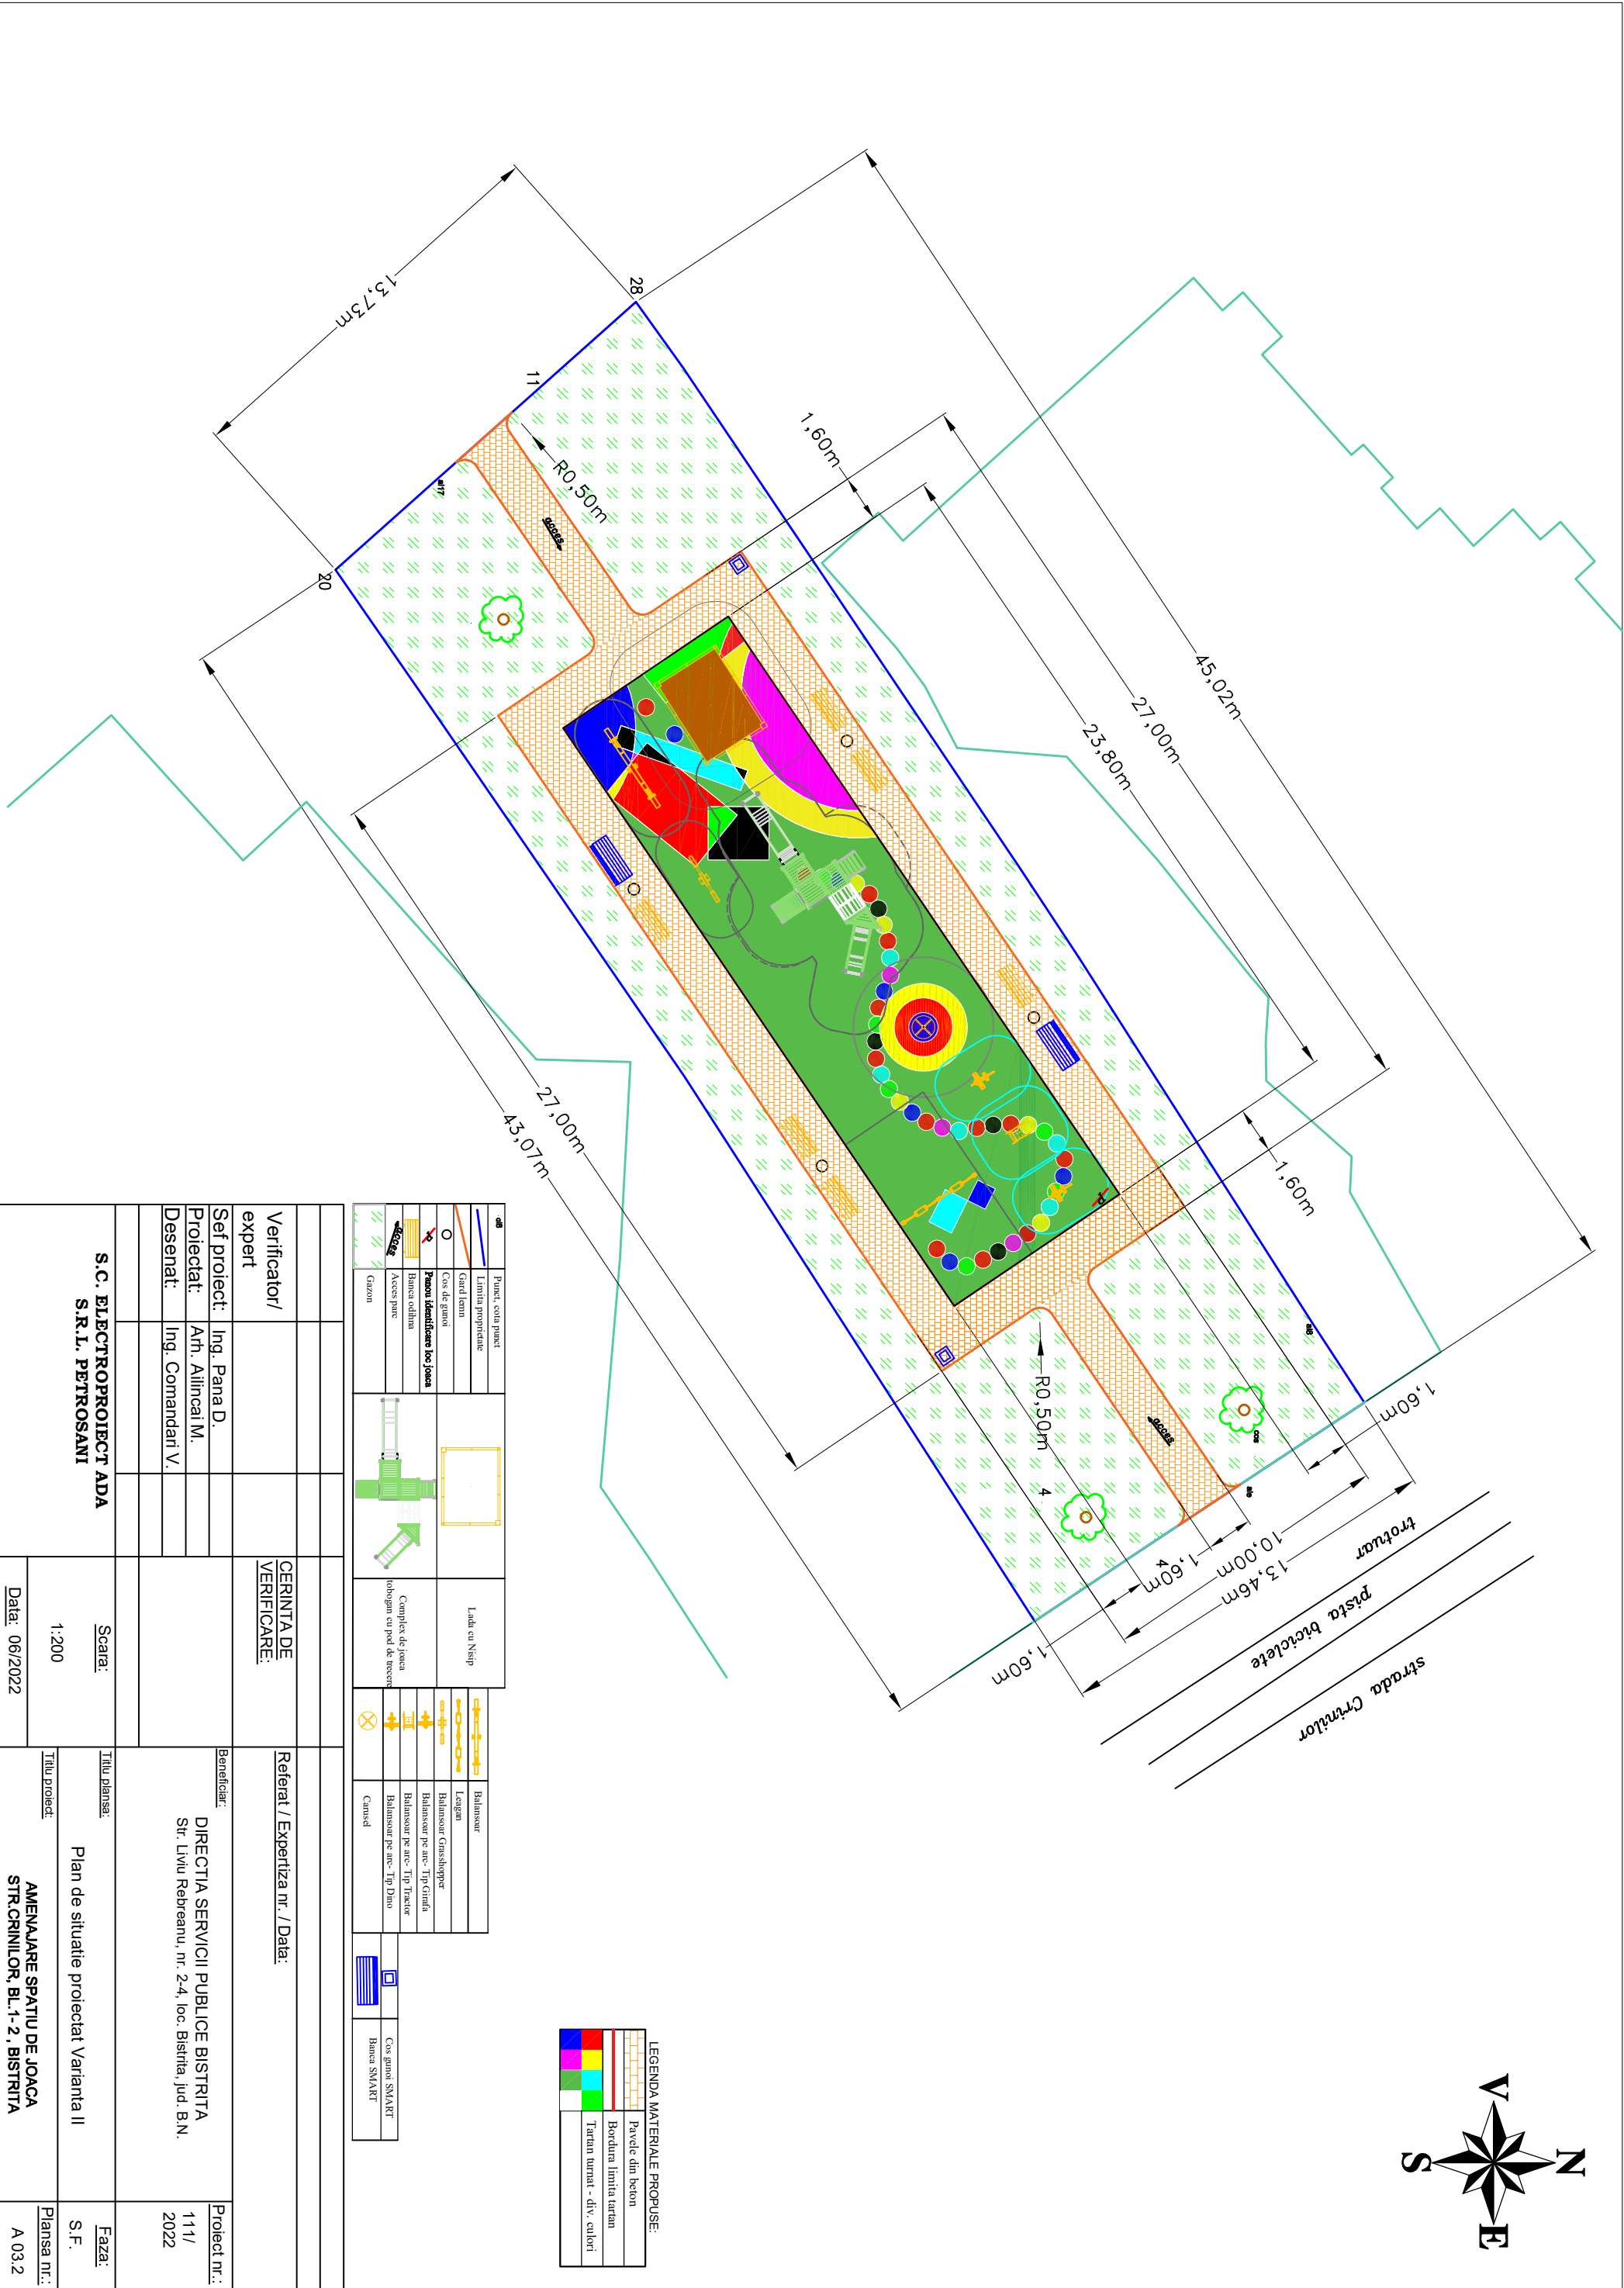 28
11
20
al17
13,73m
R0,50m
acces
1,60m
45,02m
27,00m
23,80m
1,60m
27,00m
43,07m
R0,50m
4
acces
al8
cos
1,60m
10,00m
13,46m
1,60m
4
1,60m
trotuar
pista biciclete
strada Crinilor
N
V
E
S
LEGENDA MATERIALE PROPUSE:
Pavele din beton
Bordura limita tartan
Tartan turnat - div. culori
Punct, cota punct
Limita proprietate
Gard lemn
Cos de gunoi
Panou identificare loc joaca
Banca odihna
acces
Acces parc
Gazon
Lada cu Nisip
Complex de joaca
tobogan cu pod de trecere
Balansoar
Leagan
Balansoar Grasshopper
Balansoar pe arc- Tip Girafa
Balansoar pe arc- Tip Tractor
Balansoar pe arc- Tip Dino
Carusel
Cos gunoi SMART
Banca SMART
Verificator/
expert
CERINTA DE
VERIFICARE:
Referat / Expertiza nr. / Data:
Sef proiect:
Ing. Pana D.
Proiectat:
Arh. Ailincai M.
Desenat:
Ing. Comandari V.
S.C. ELECTROPROIECT ADA
S.R.L. PETROSANI
Scara:
1:200
Data: 06/2022
Beneficiar:
DIRECTIA SERVICII PUBLICE BISTRITA
Str. Liviu Rebreanu, nr. 2-4, loc. Bistrita, jud. B.N.
Proiect nr.:
111/
2022
Titlu plansa:
Plan de situatie proiectat Varianta II
Faza:
S.F.
Titlu proiect:
AMENAJARE SPATIU DE JOACA
STR.CRINILOR, BL.1- 2 , BISTRITA
Plansa nr.:
A 03.2